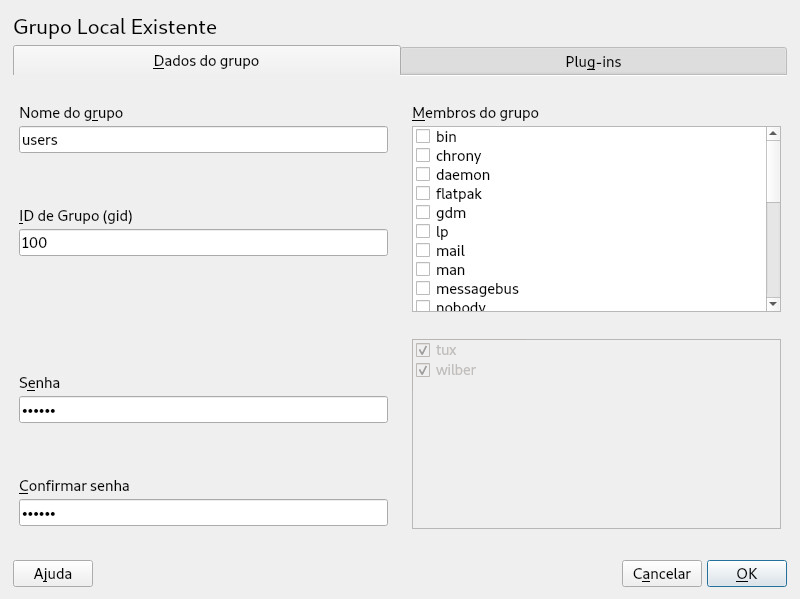 Grupo Local Existente
Dados do grupo
Plug-ins
Nome do grupo
users
ID de Grupo (gid)
100
Senha
••••••
Confirmar senha
••••••
Membros do grupo
bin
chrony
daemon
flatpak
gdm
lp
mail
man
messagebus
nobody
tux
wilber
Ajuda
Cancelar
OK